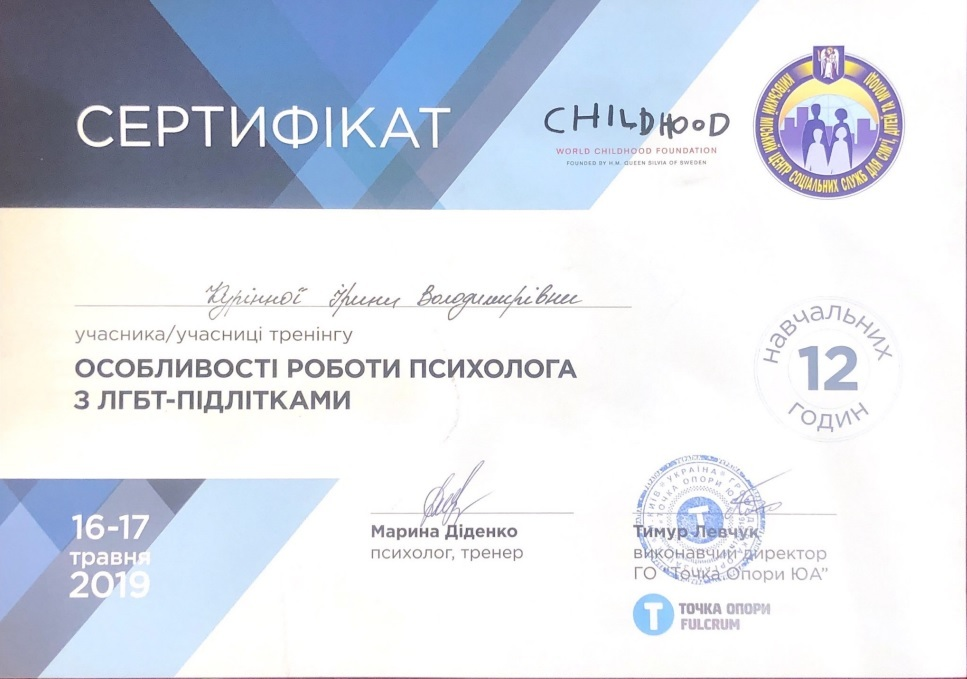 СЕРТИФІКАТ
CHILDHOOD
WORLD CHILDHOOD FOUNDATION
FOUNDED BY H.M. QUEEN SILVIA OF SWEDEN
КИЇВСЬКИЙ МІСЬКИЙ ЦЕНТР СОЦІАЛЬНИХ СЛУЖБ ДЛЯ СІМ'Ї, ДІТЕЙ ТА МОЛОДІ
Курінної Ірини Володимирівни
учасника/учасниці тренінгу
ОСОБЛИВОСТІ РОБОТИ ПСИХОЛОГА
З ЛГБТ-ПІДЛІТКАМИ
навчальних
12
годин
16-17
травня
2019
Марина Діденко
психолог, тренер
Тимур Левчук
виконавчий директор
ГО "Точка Опори ЮА"
Т
ТОЧКА ОПОРИ
FULCRUM